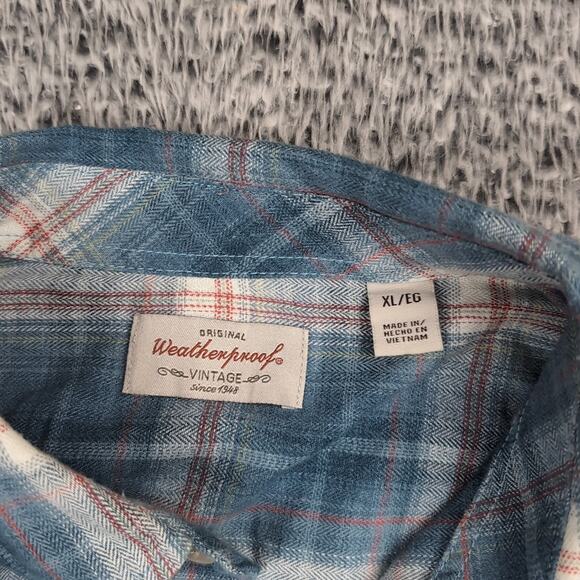 ORIGINAL
Weatherproof
VINTAGE
since 1948
XL/EG
MADE IN/
HECHO EN
VIETNAM